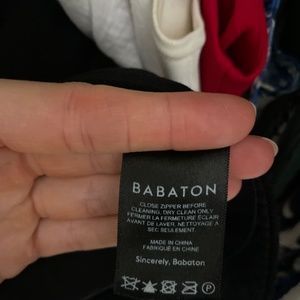 BABATON
CLOSE ZIPPER BEFORE
CLEANING. DRY CLEAN ONLY
FERMER LA FERMETURE ÉCLAIR
AVANT DE LAVER. NETTOYAGE À
SEC SEULEMENT.
MADE IN CHINA
FABRIQUÉ EN CHINE
Sincerely, Babaton
P